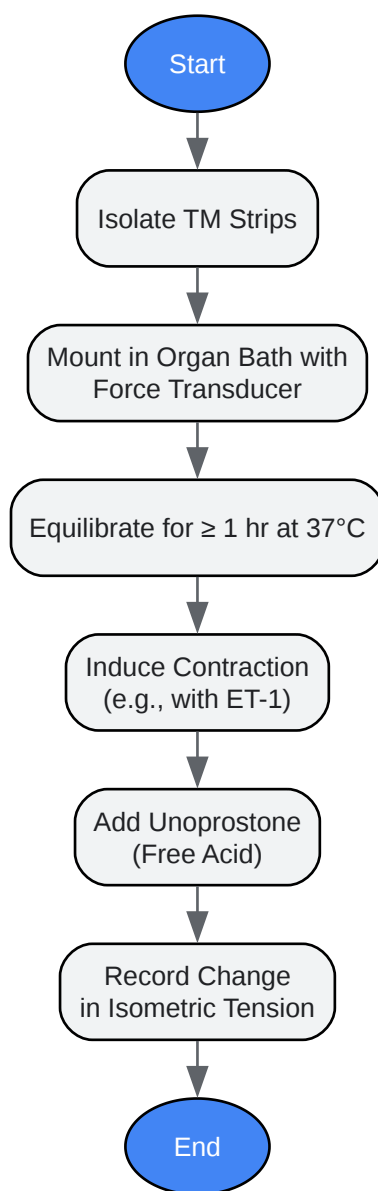 Start
Isolate TM Strips
Mount in Organ Bath with
Force Transducer
Equilibrate for ≥ 1 hr at 37°C
Induce Contraction
(e.g., with ET-1)
Add Unoprostone
(Free Acid)
Record Change
in Isometric Tension
End